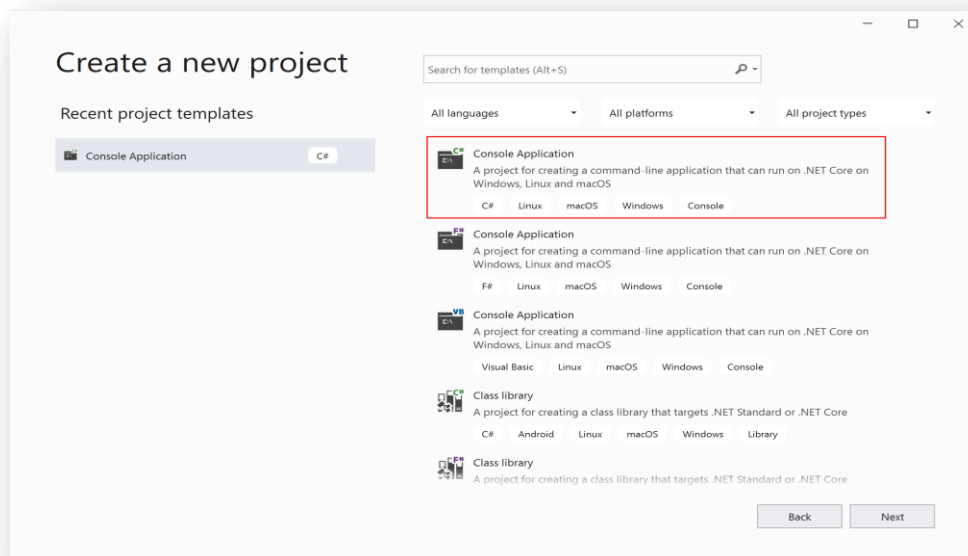 Create a new project
Recent project templates
Console Application C#
Search for templates (Alt+S)
All languages All platforms All project types
C#
C:\
Console Application
A project for creating a command-line application that can run on .NET Core on
Windows, Linux and macOS
C# Linux macOS Windows Console
F#
C:\
Console Application
A project for creating a command-line application that can run on .NET Core on
Windows, Linux and macOS
F# Linux macOS Windows Console
VB
C:\
Console Application
A project for creating a command-line application that can run on .NET Core on
Windows, Linux and macOS
Visual Basic Linux macOS Windows Console
C#
Class library
A project for creating a class library that targets .NET Standard or .NET Core
C# Android Linux macOS Windows Library
F#
Class library
A project for creating a class library that targets .NET Standard or .NET Core
Back Next